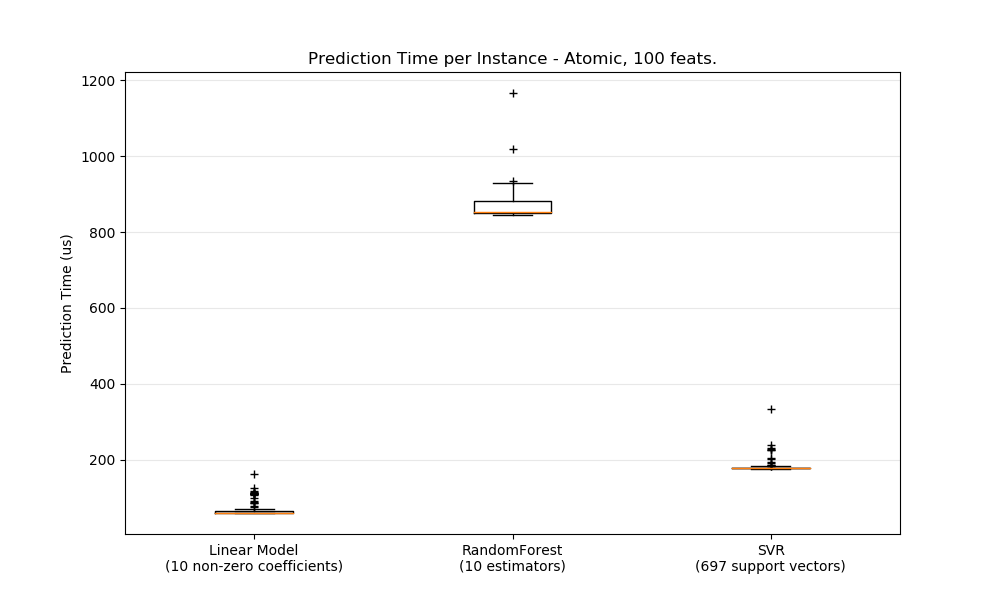 Prediction Time per Instance - Atomic, 100 feats.
1200
1000
800
600
400
200
Prediction Time (us)
Linear Model
(10 non-zero coefficients)
RandomForest
(10 estimators)
SVR
(697 support vectors)